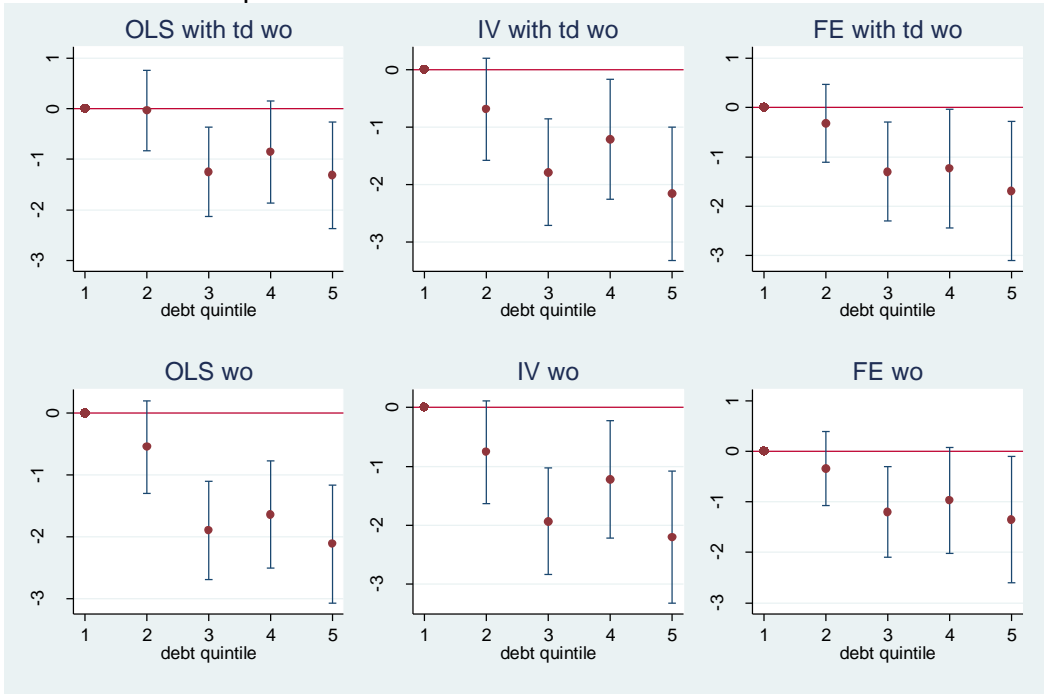 OLS with td wo
1
0
-1
-2
-3
1 2 3 4 5
debt quintile
IV with td wo
0
-1
-2
-3
1 2 3 4 5
debt quintile
FE with td wo
1
0
-1
-2
-3
1 2 3 4 5
debt quintile
OLS wo
0
-1
-2
-3
1 2 3 4 5
debt quintile
IV wo
0
-1
-2
-3
1 2 3 4 5
debt quintile
FE wo
1
0
-1
-2
-3
1 2 3 4 5
debt quintile